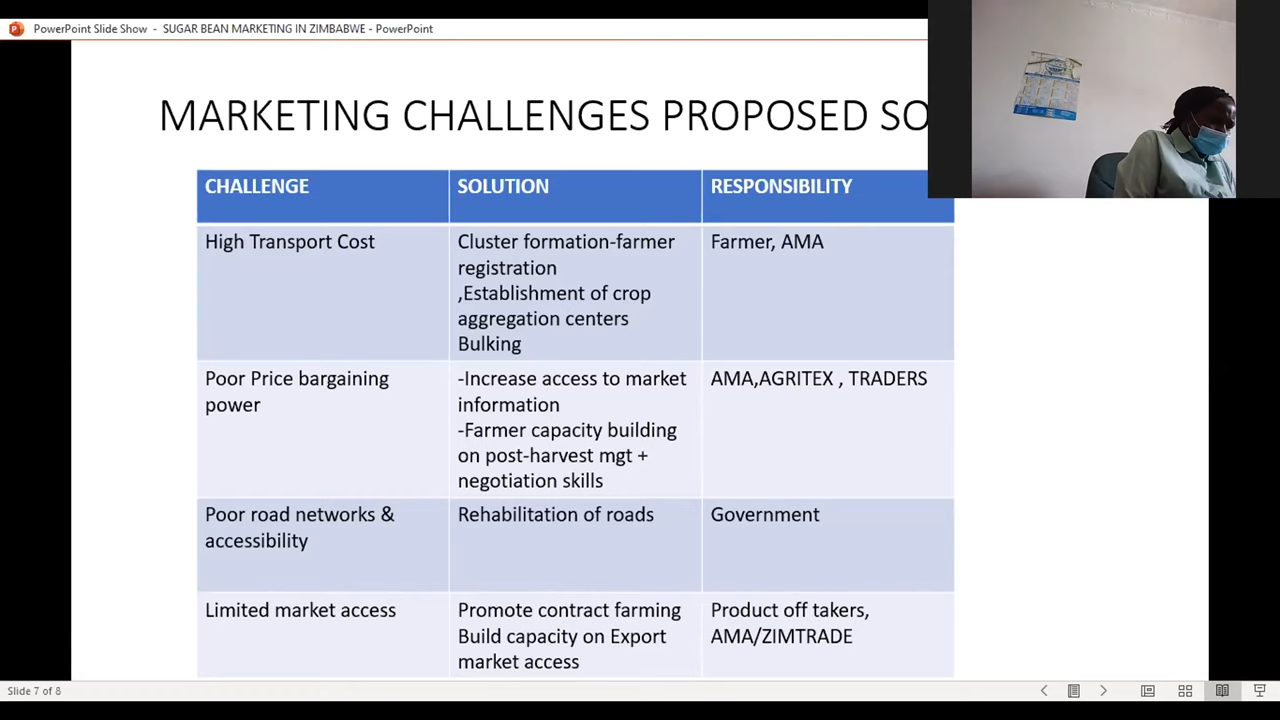 PowerPoint Slide Show - SUGAR BEAN MARKETING IN ZIMBABWE - PowerPoint
MARKETING CHALLENGES PROPOSED SO
CHALLENGE
SOLUTION
RESPONSIBILITY
High Transport Cost
Cluster formation-farmer
registration
,Establishment of crop
aggregation centers
Bulking
Farmer, AMA
Poor Price bargaining
power
-Increase access to market
information
-Farmer capacity building
on post-harvest mgt +
negotiation skills
AMA,AGRITEX , TRADERS
Poor road networks &
accessibility
Rehabilitation of roads
Government
Limited market access
Promote contract farming
Build capacity on Export
market access
Product off takers,
AMA/ZIMTRADE
Slide 7 of 8